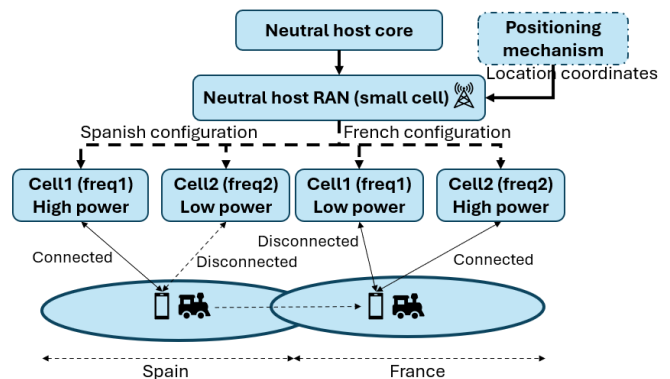 Neutral host core
Positioning
mechanism
Location coordinates
Neutral host RAN (small cell)
Spanish configuration
French configuration
Cell1 (freq1)
High power
Cell2 (freq2)
Low power
Cell1 (freq1)
Low power
Cell2 (freq2)
High power
Connected
Disconnected
Disconnected
Connected
Spain
France